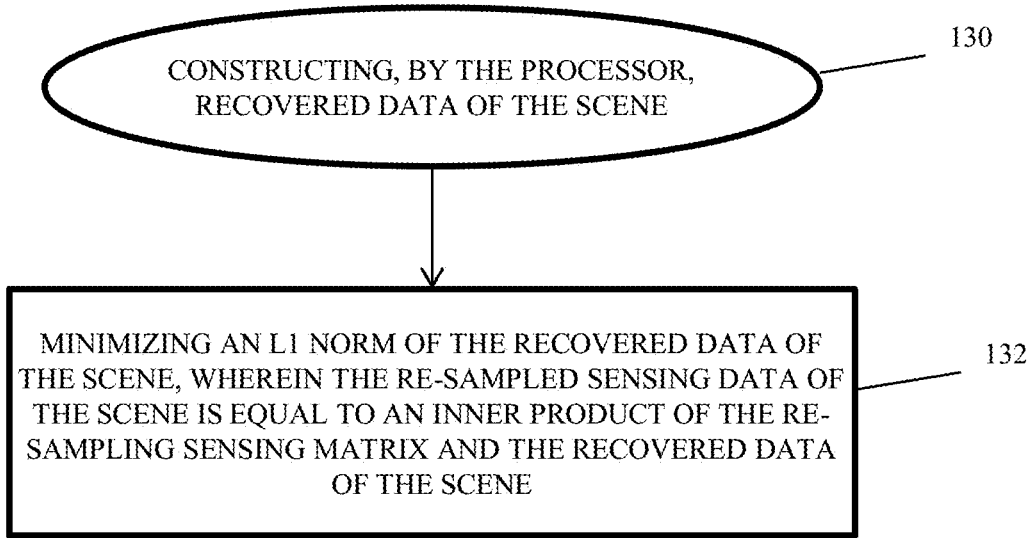 130
CONSTRUCTING, BY THE PROCESSOR,
RECOVERED DATA OF THE SCENE
MINIMIZING AN L1 NORM OF THE RECOVERED DATA OF
THE SCENE, WHEREIN THE RE-SAMPLED SENSING DATA OF
THE SCENE IS EQUAL TO AN INNER PRODUCT OF THE RE-
SAMPLING SENSING MATRIX AND THE RECOVERED DATA
OF THE SCENE
132